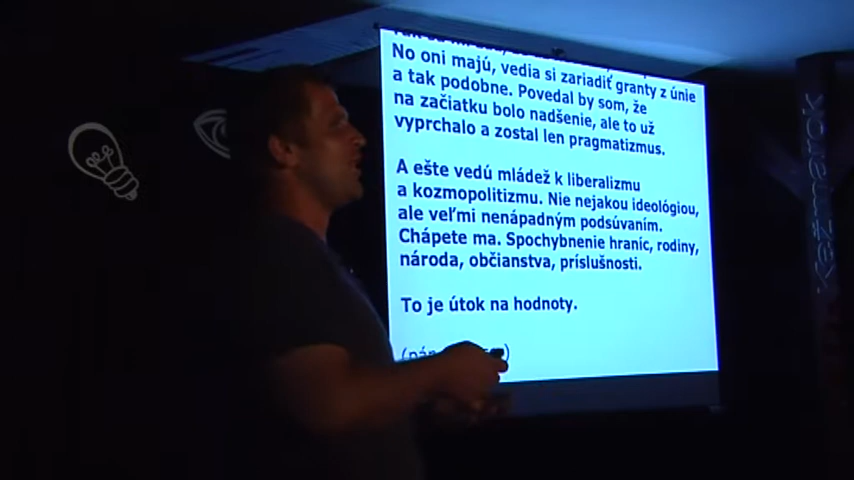 No oni majú, vedia si zariadiť granty z únie
a tak podobne. Povedal by som, že
na začiatku bolo nadšenie, ale to už
vyprchalo a zostal len pragmatizmus.
A ešte vedú mládež k liberalizmu
a kozmopolitizmu. Nie nejakou ideológiou,
ale veľmi nenápadným podsúvaním.
Chápete ma. Spochybnenie hraníc, rodiny,
národa, občianstva, príslušnosti.
To je útok na hodnoty.
Kežmarok